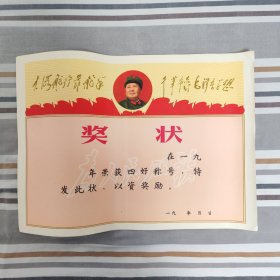 大海航行靠舵手
干革命靠毛泽东思想
奖状
在一九
年荣获四好称号，特
发此状，以资奖励。
一九 年 月 日